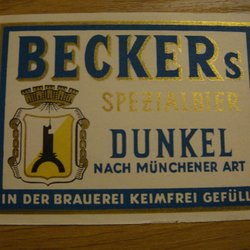 BECKERs
SPEZIALBIER
DUNKEL
NACH MÜNCHENER ART
IN DER BRAUEREI KEIMFREI GEFÜLL